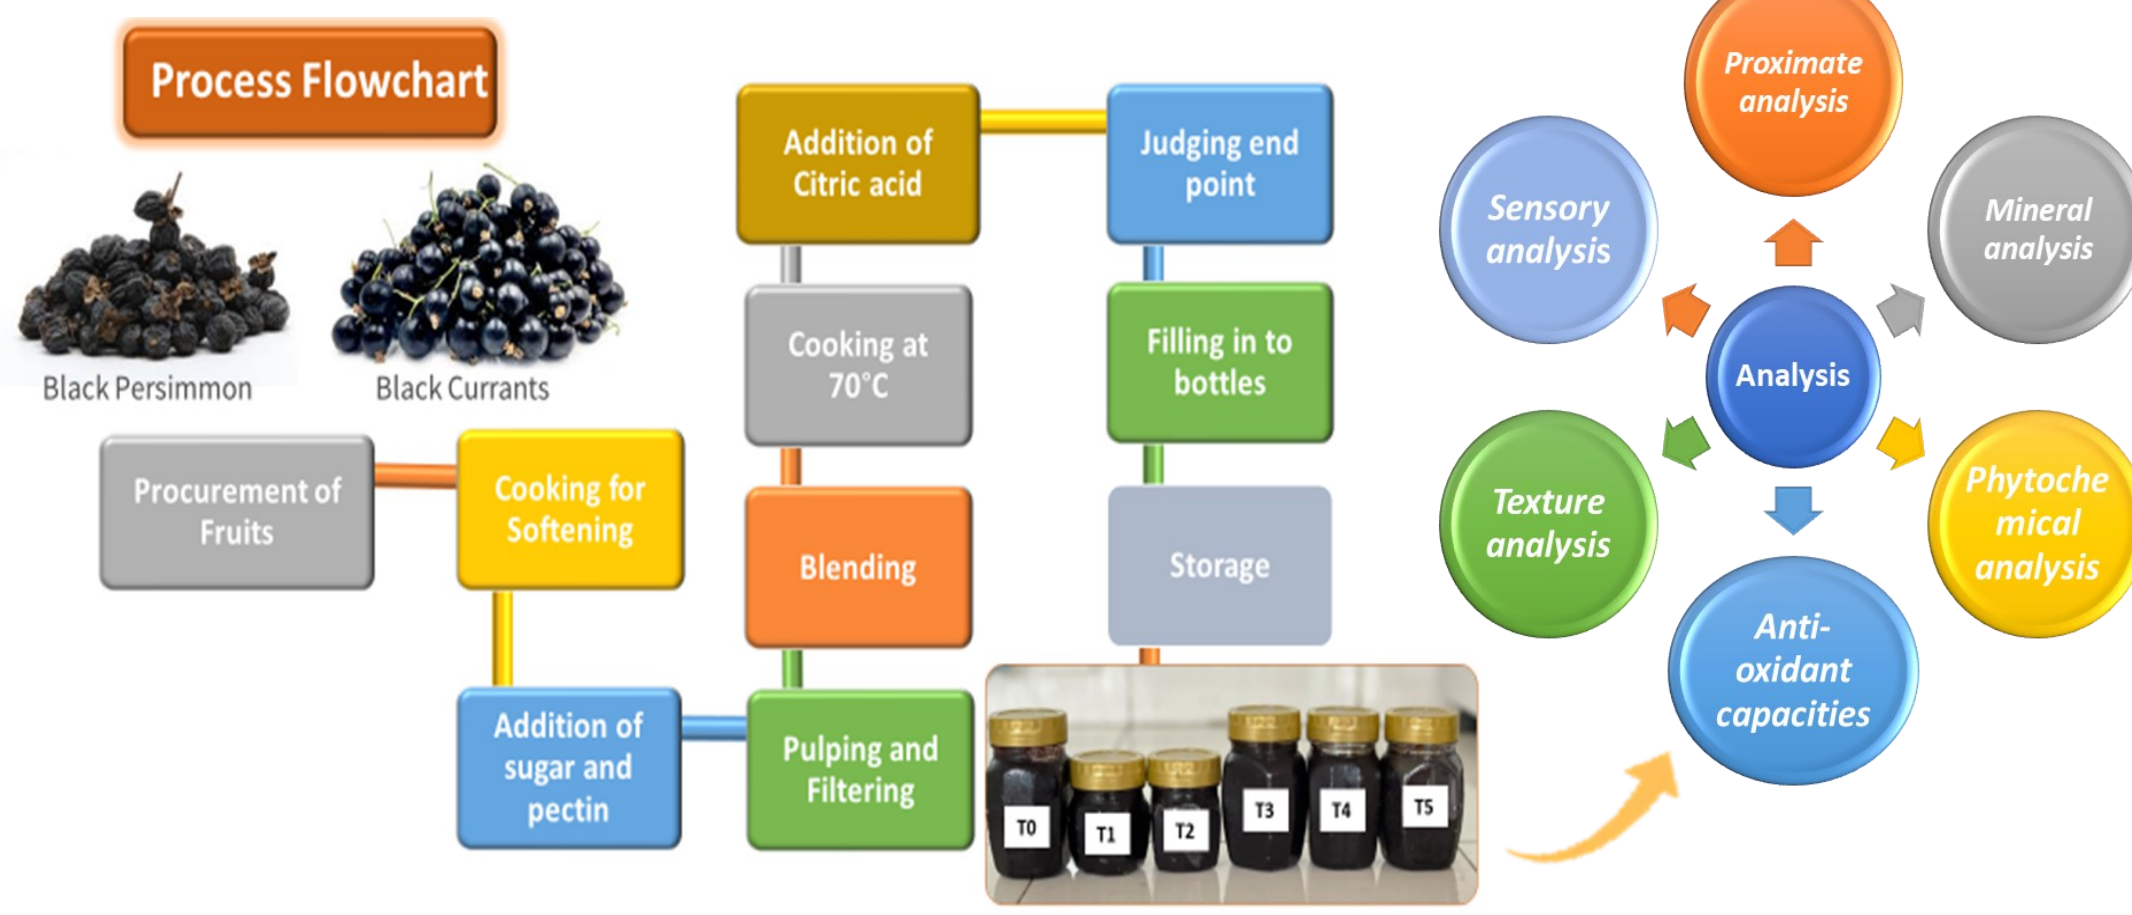 Process Flowchart
Black Persimmon
Black Currants
Procurement of
Fruits
Cooking for
Softening
Addition of
sugar and
pectin
Pulping and
Filtering
Blending
Cooking at
70°C
Addition of
Citric acid
Judging end
point
Filling in to
bottles
Storage
T0
T1
T2
T3
T4
T5
Analysis
Proximate
analysis
Mineral
analysis
Phytoche
mical
analysis
Anti-
oxidant
capacities
Texture
analysis
Sensory
analysis